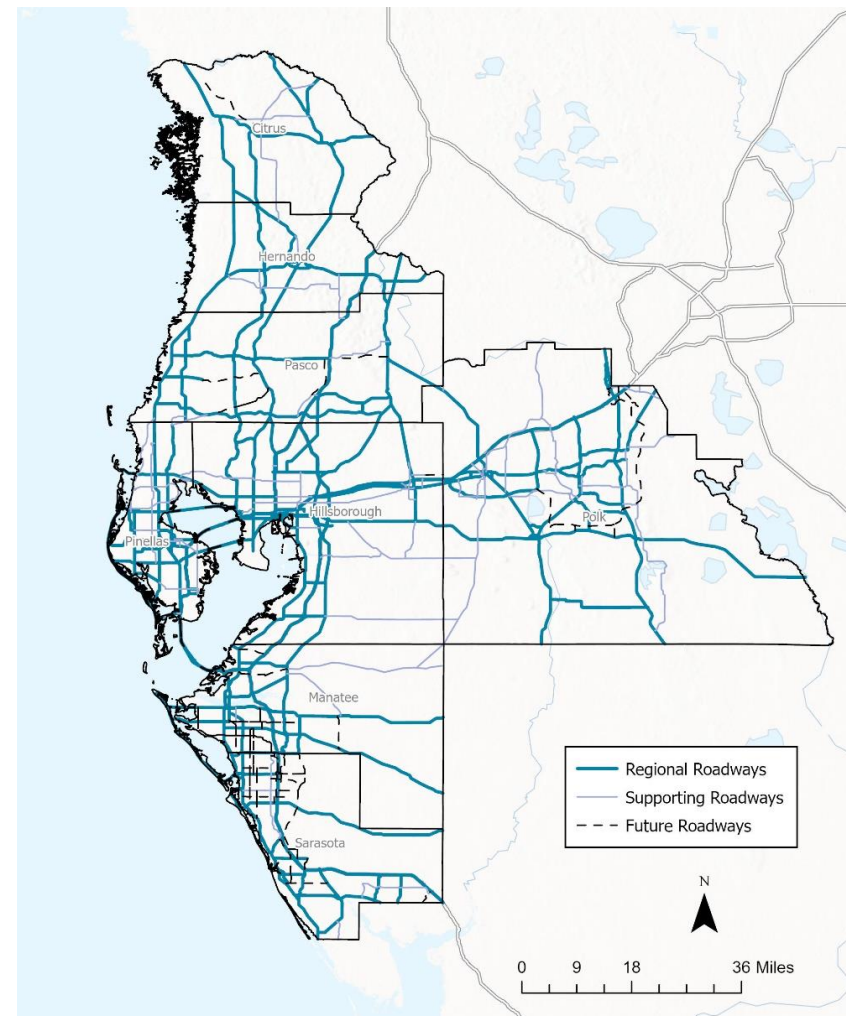 Citrus
Hernando
Pasco
Hillsborough
Polk
Pinellas
Manatee
Sarasota
Regional Roadways
Supporting Roadways
Future Roadways
N
0 9 18 36 Miles